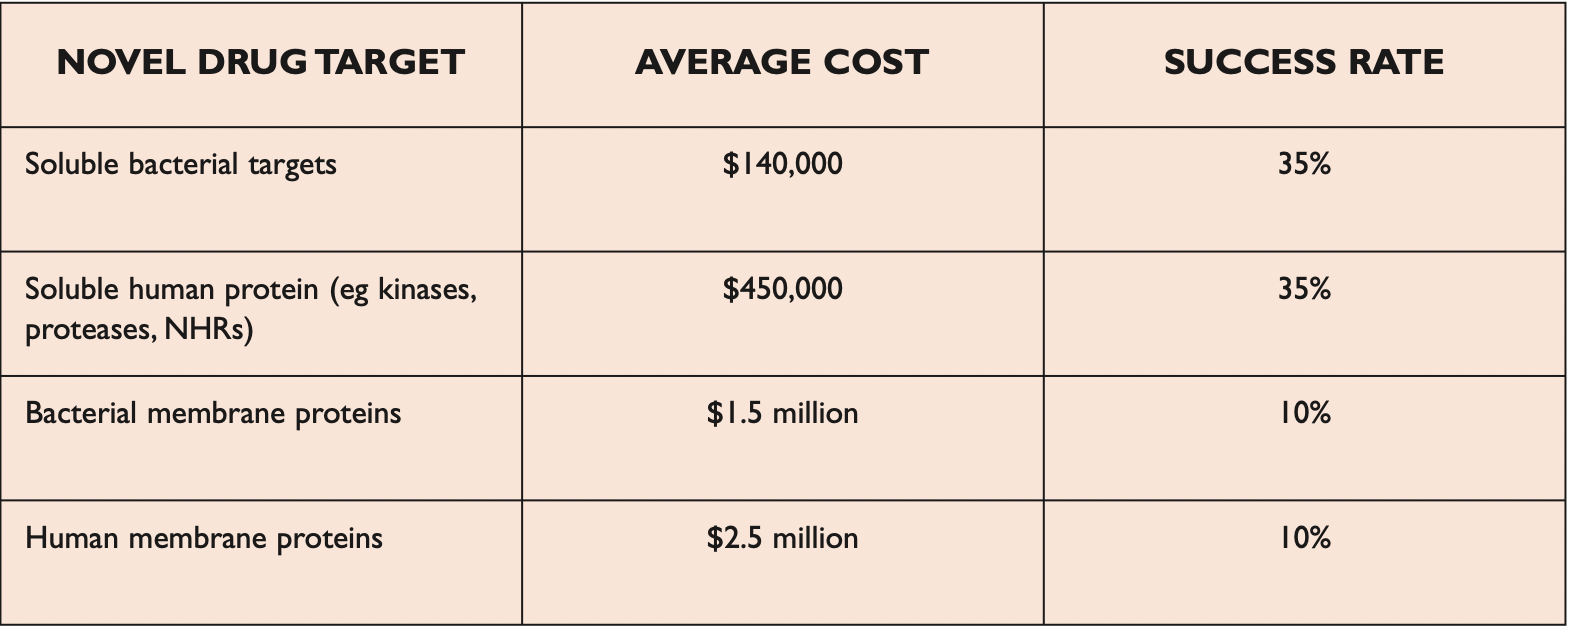 NOVEL DRUG TARGET AVERAGE COST SUCCESS RATE
Soluble bacterial targets $140,000 35%
Soluble human protein (eg kinases, $450,000 35%
proteases, NHRs)
Bacterial membrane proteins $1.5 million 10%
Human membrane proteins $2.5 million 10%